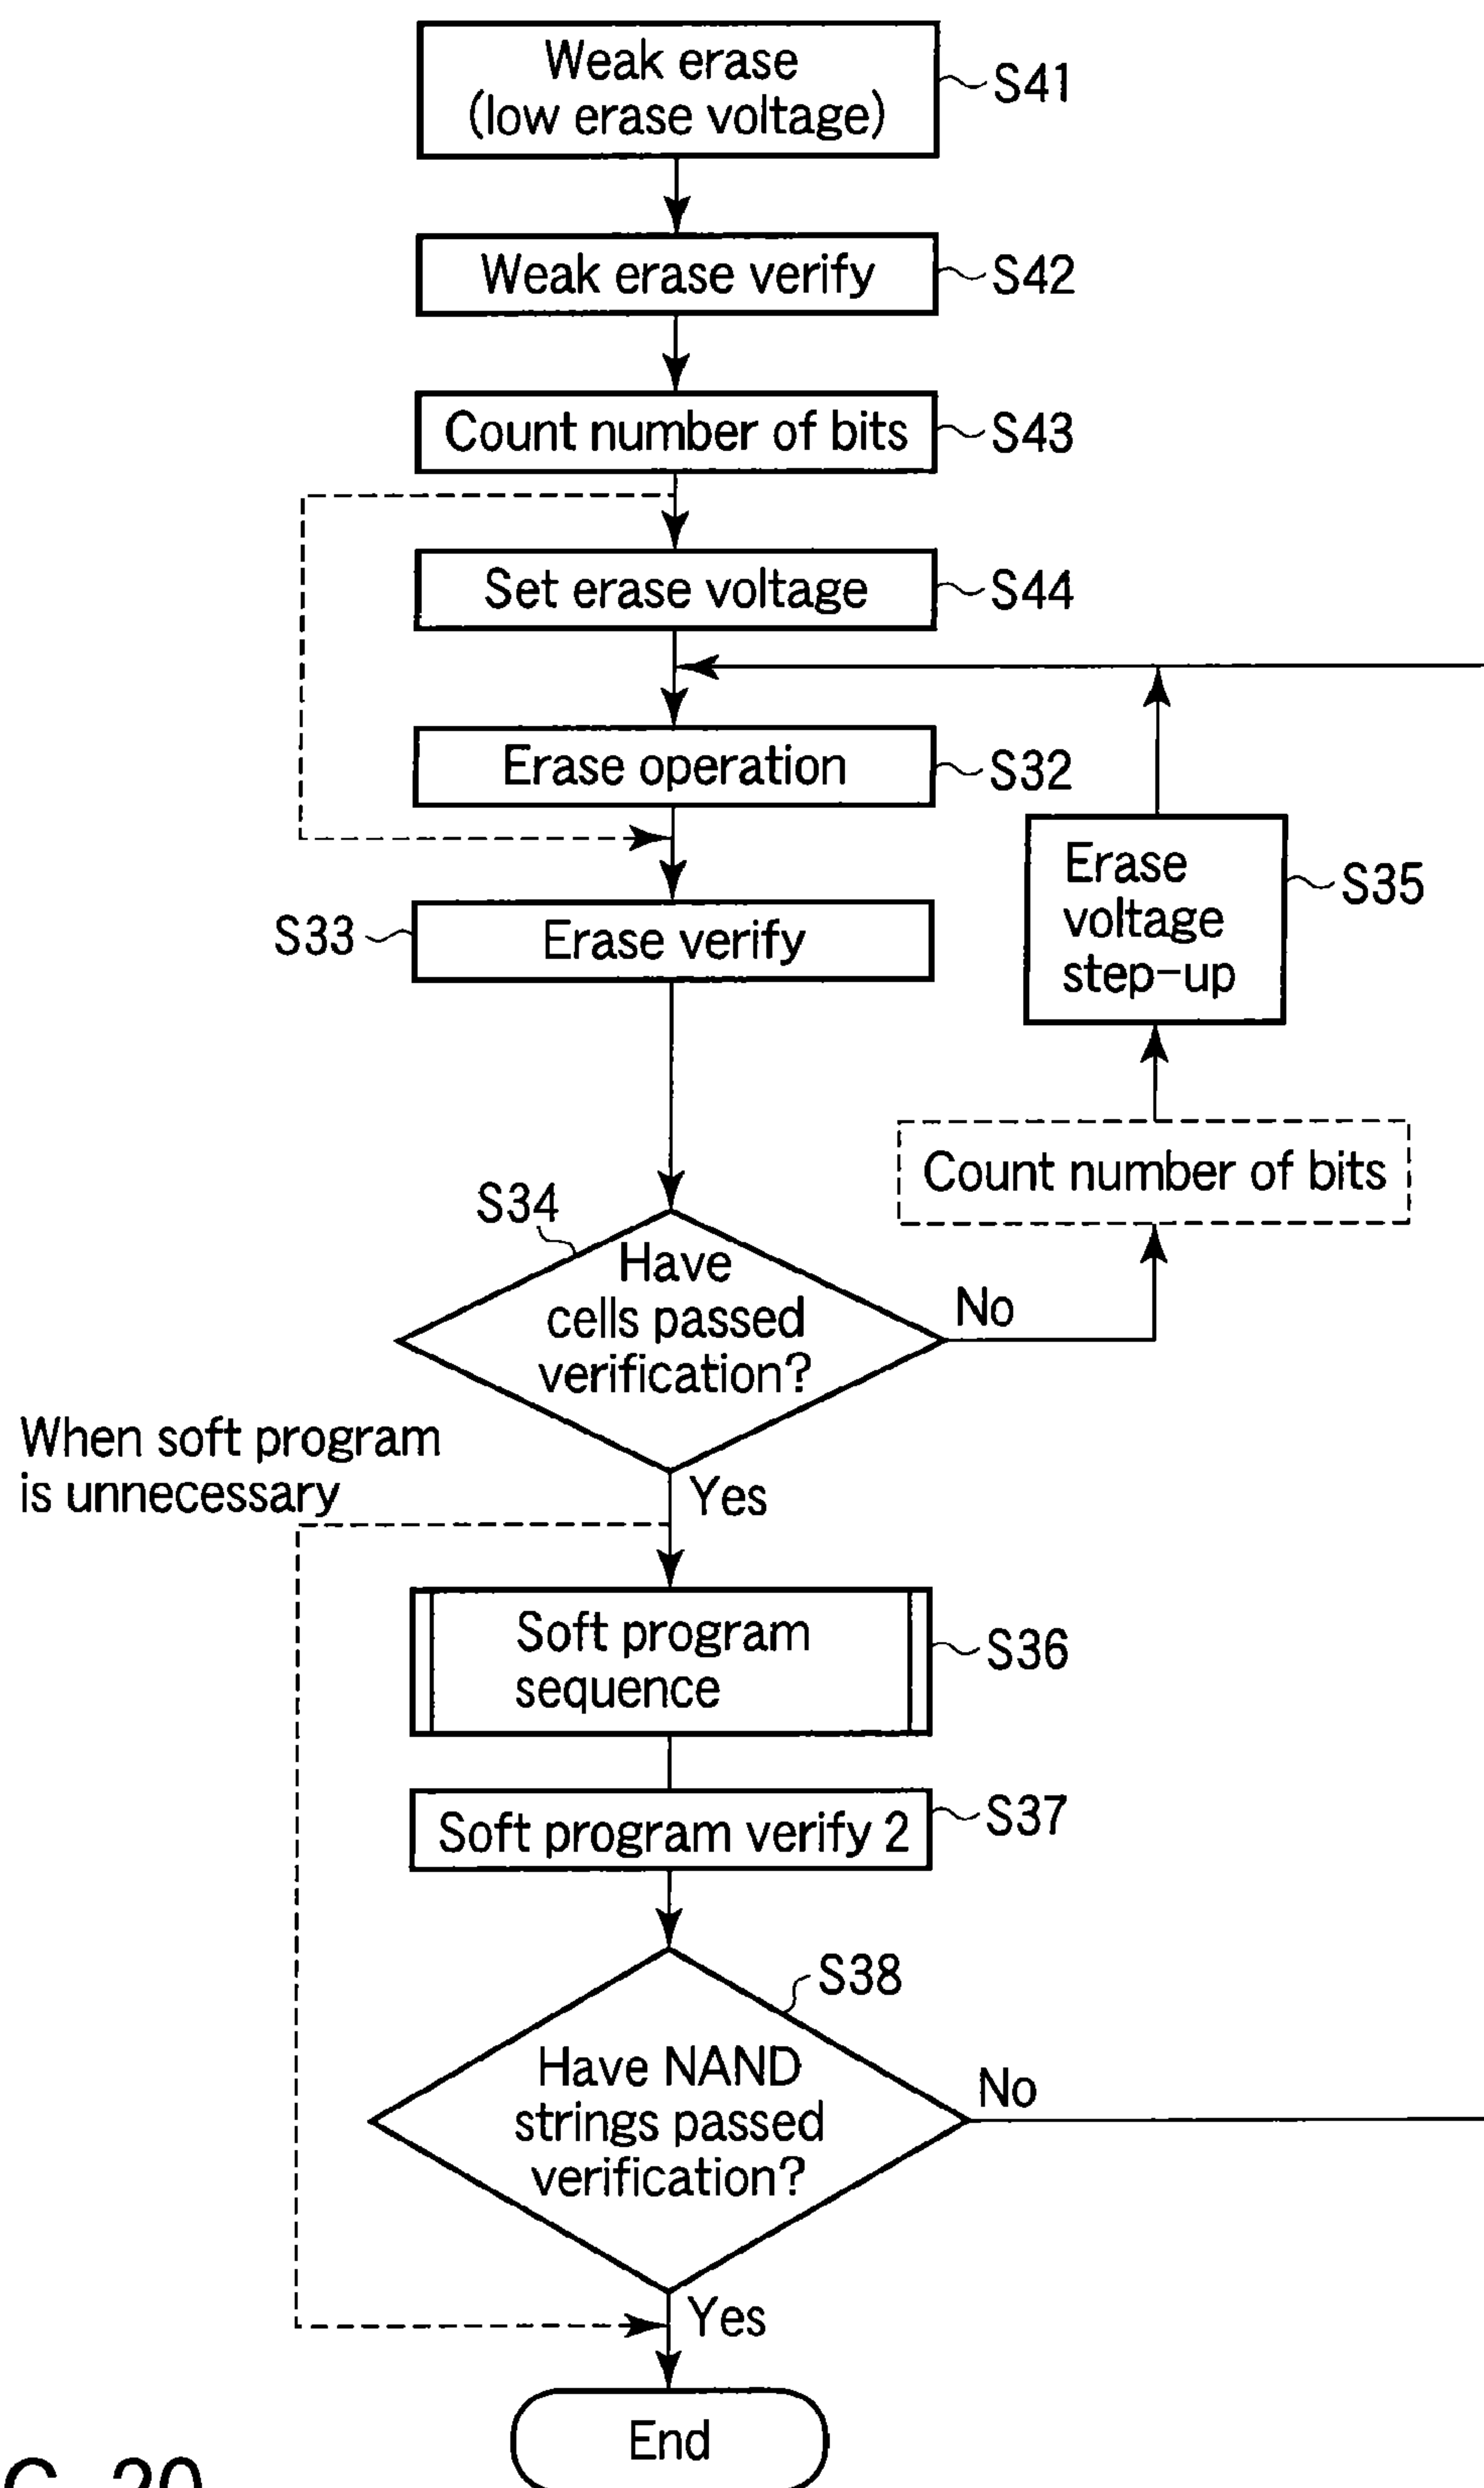 Weak erase
(low erase voltage)
S41
Weak erase verify
S42
Count number of bits
S43
Set erase voltage
S44
Erase operation
S32
Erase
voltage
step-up
S35
S33
Erase verify
Count number of bits
S34
Have
cells passed
verification?
No
When soft program
is unnecessary
Yes
Soft program
sequence
S36
Soft program verify 2
S37
S38
Have NAND
strings passed
verification?
No
Yes
End
G. 20